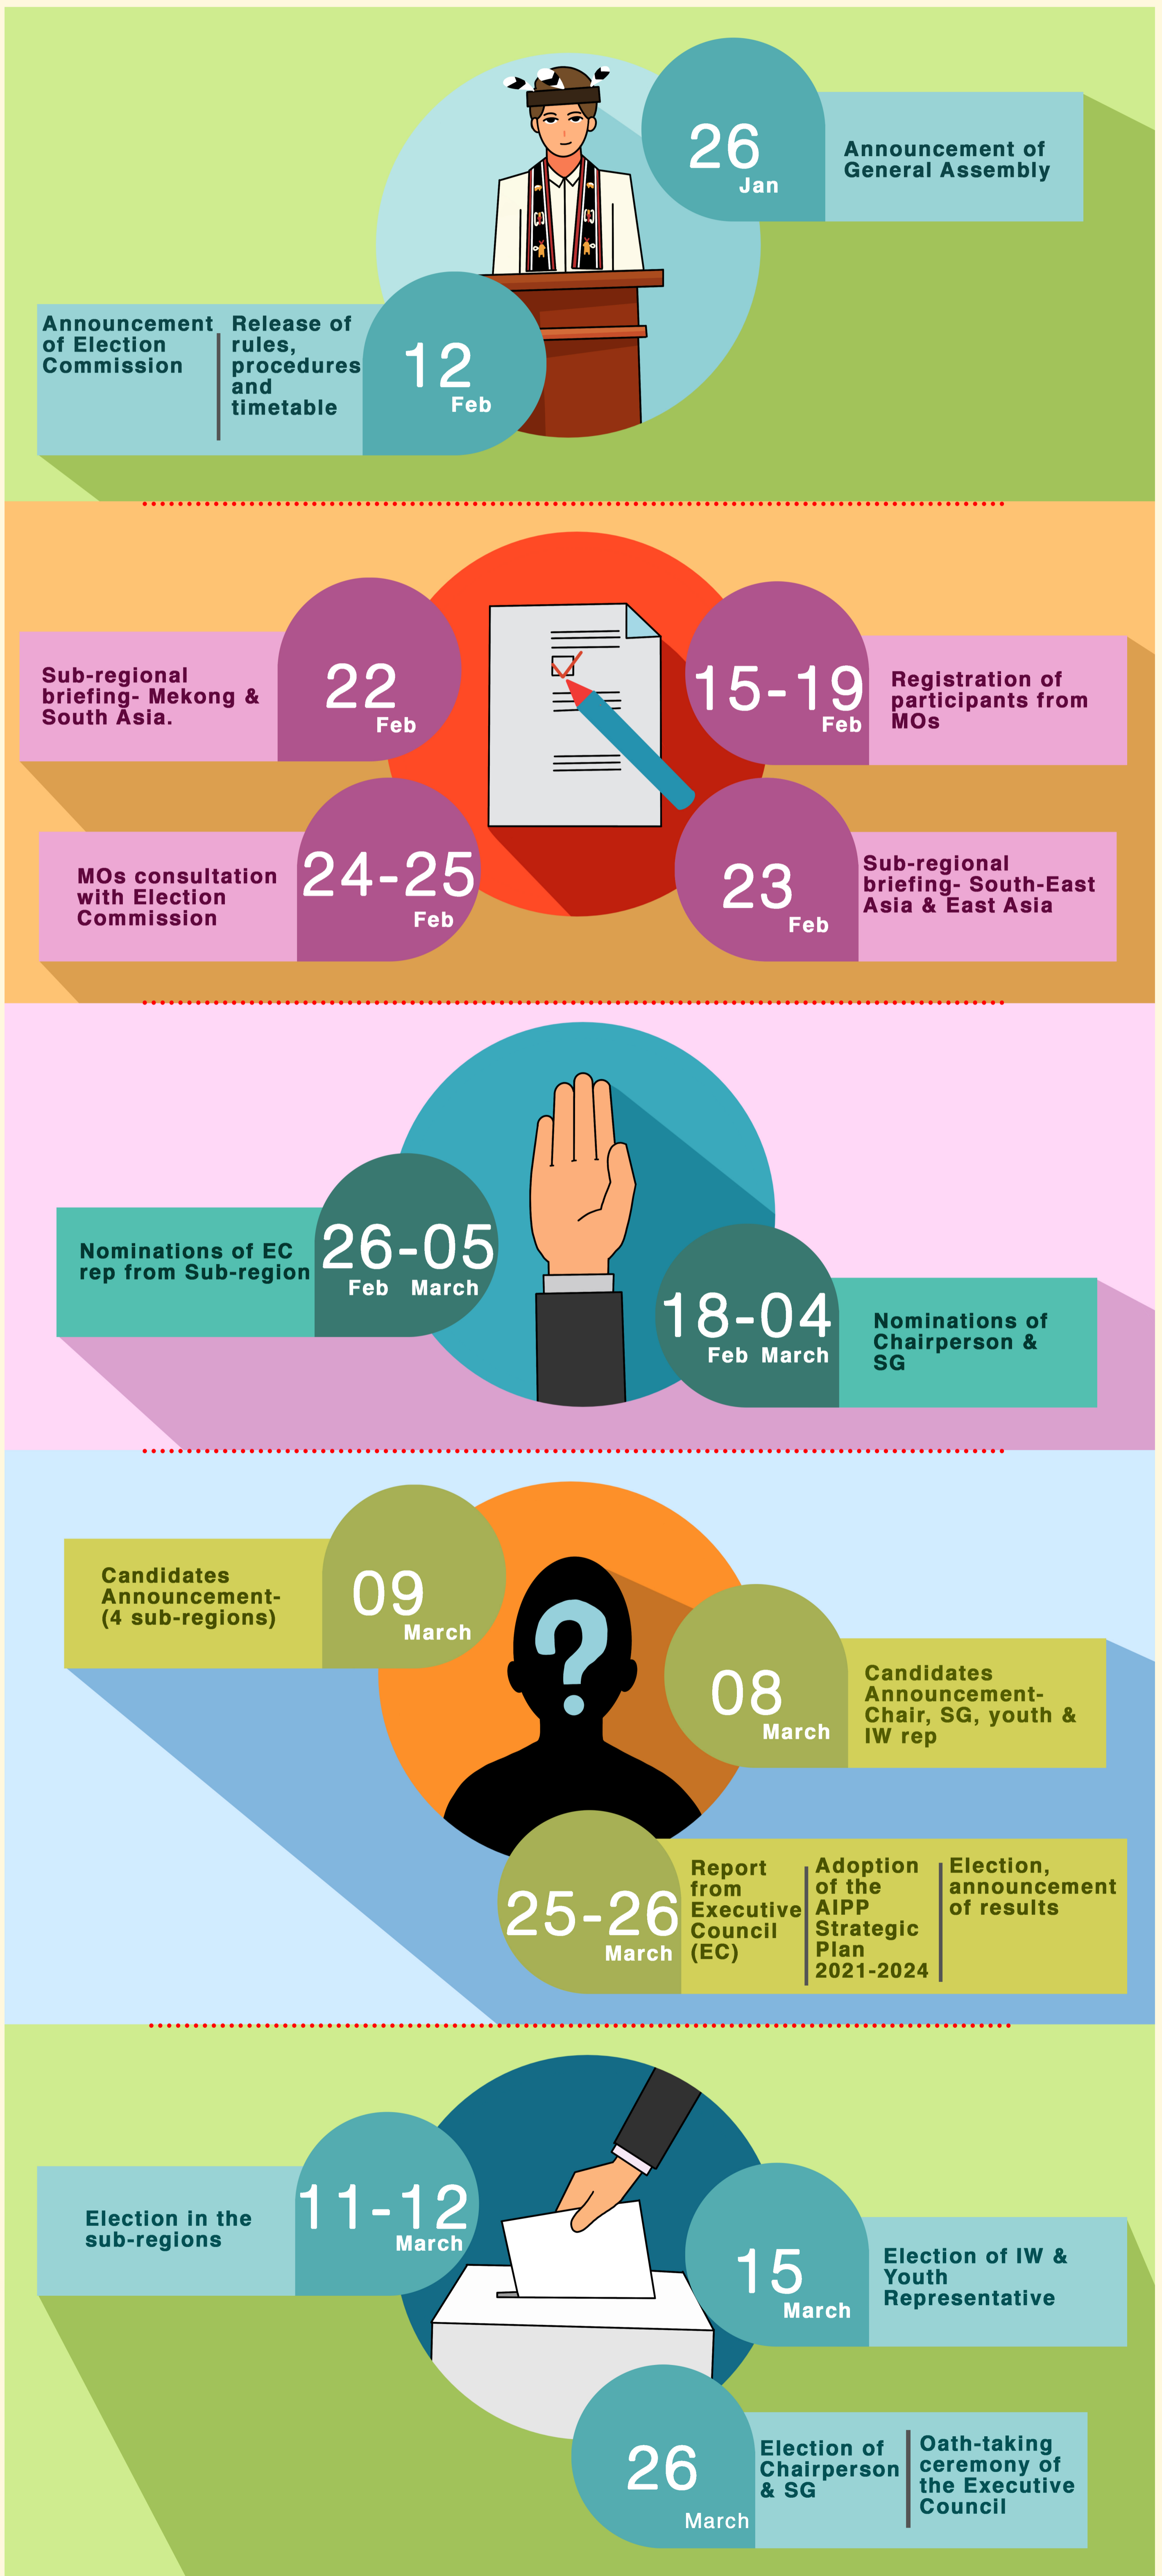 26
Jan
Announcement of
General Assembly
Announcement
of Election
Commission
Release of
rules,
procedures
and
timetable
12
Feb
Sub-regional
briefing- Mekong &
South Asia.
22
Feb
15-19
Feb
Registration of
participants from
MOs
MOs consultation
with Election
Commission
24-25
Feb
23
Feb
Sub-regional
briefing- South-East
Asia & East Asia
Nominations of EC
rep from Sub-region
26-05
Feb March
18-04
Feb March
Nominations of
Chairperson &
SG
Candidates
Announcement-
(4 sub-regions)
09
March
08
March
Candidates
Announcement-
Chair, SG, youth &
IW rep
25-26
March
Report
from
Executive
Council
(EC)
Adoption
of the
AIPP
Strategic
Plan
2021-2024
Election,
announcement
of results
Election in the
sub-regions
11-12
March
15
March
Election of IW &
Youth
Representative
26
March
Election of
Chairperson
& SG
Oath-taking
ceremony of
the Executive
Council